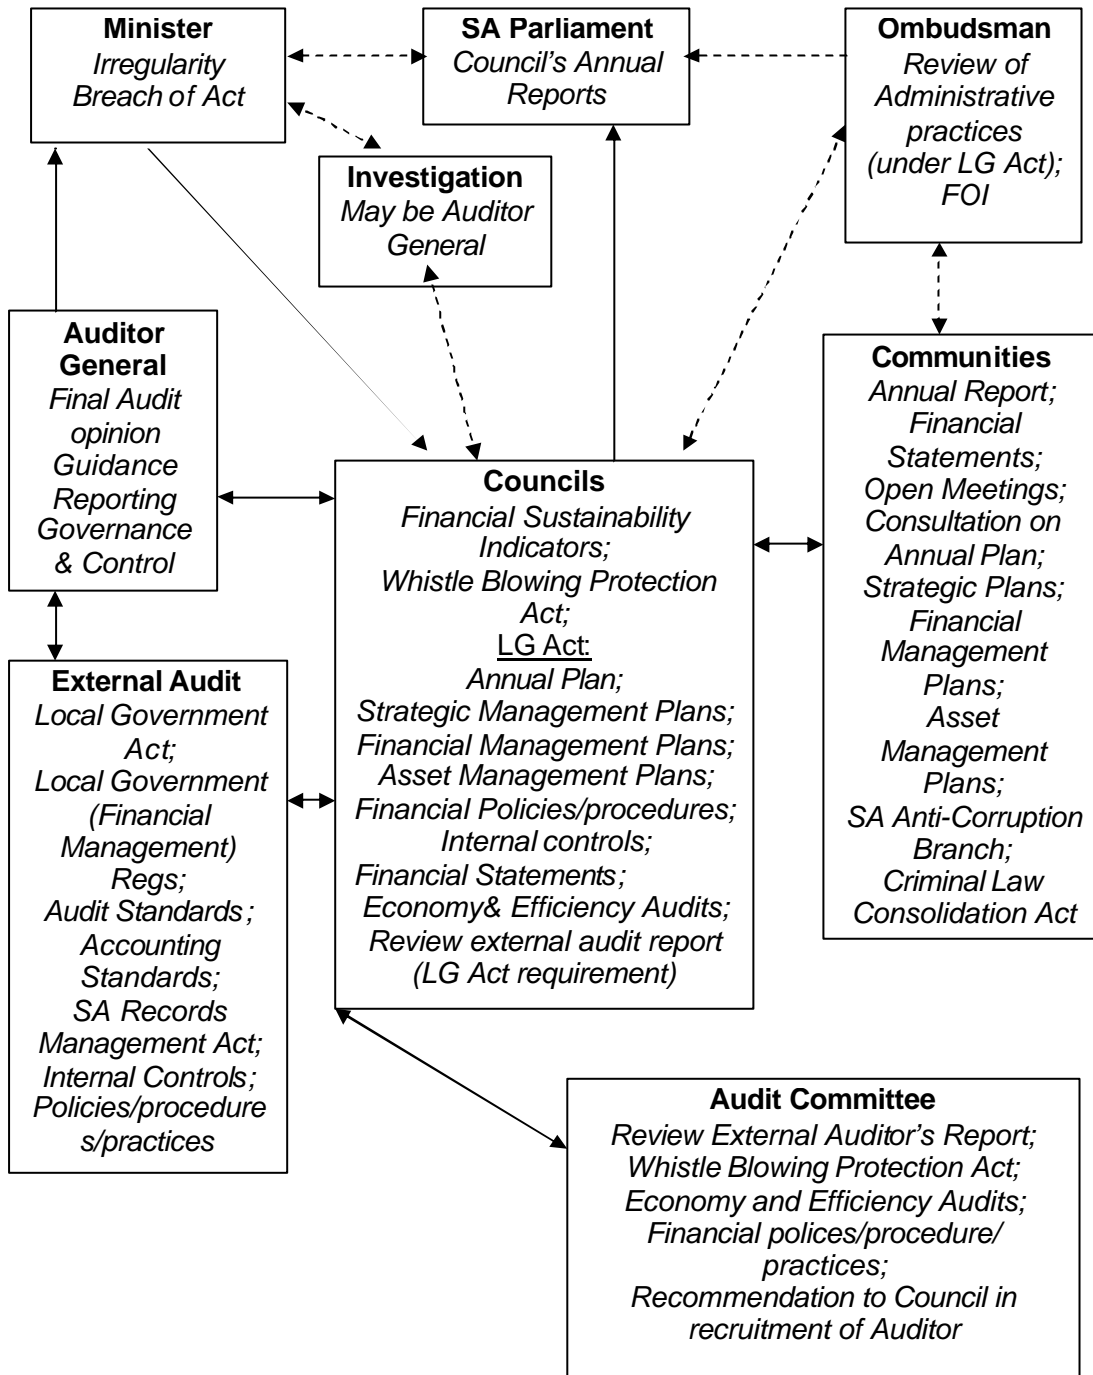 Minister
Irregularity
Breach of Act
SA Parliament
Council's Annual
Reports
Ombudsman
Review of
Administrative
practices
(under LG Act);
FOI
Investigation
May be Auditor
General
Auditor
General
Final Audit
opinion
Guidance
Reporting
Governance
& Control
Communities
Annual Report;
Financial
Statements;
Open Meetings;
Consultation on
Annual Plan;
Strategic Plans;
Financial
Management
Plans;
Asset
Management
Plans;
SA Anti-Corruption
Branch;
Criminal Law
Consolidation Act
Councils
Financial Sustainability
Indicators;
Whistle Blowing Protection
Act;
LG Act:
Annual Plan;
Strategic Management Plans;
Financial Management Plans;
Asset Management Plans;
Financial Policies/procedures;
Internal controls;
Financial Statements;
Economy& Efficiency Audits;
Review external audit report
(LG Act requirement)
External Audit
Local Government
Act;
Local Government
(Financial
Management)
Regs;
Audit Standards;
Accounting
Standards;
SA Records
Management Act;
Internal Controls;
Policies/procedure
s/practices
Audit Committee
Review External Auditor's Report;
Whistle Blowing Protection Act;
Economy and Efficiency Audits;
Financial polices/procedure/
practices;
Recommendation to Council in
recruitment of Auditor